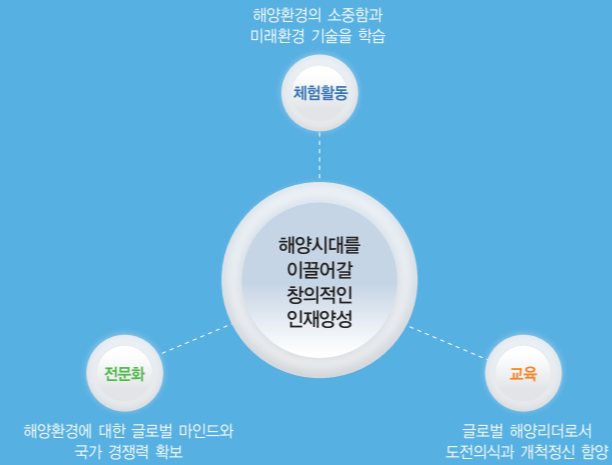 해양환경의 소중함과
미래환경 기술을 학습
체험활동
해양시대를
이끌어갈
창의적인
인재양성
전문화
해양환경에 대한 글로벌 마인드와
국가 경쟁력 확보
교육
글로벌 해양리더로서
도전의식과 개척정신 함양